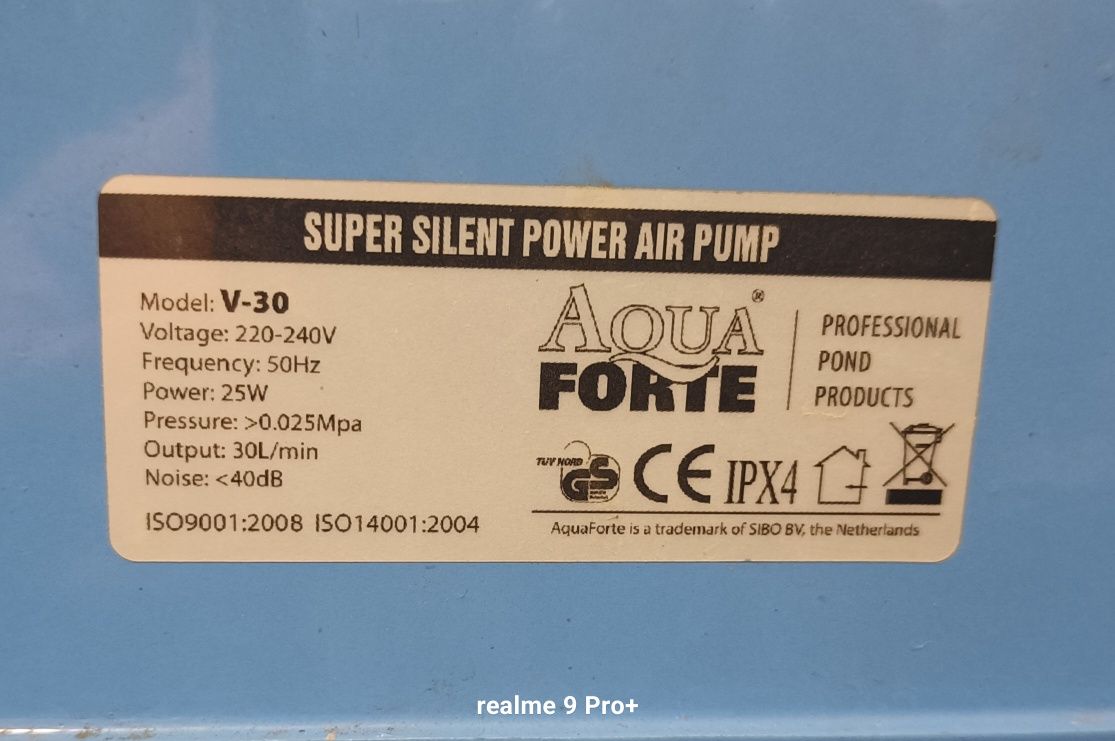 SUPER SILENT POWER AIR PUMP
Model: V-30
Voltage: 220-240V
Frequency: 50Hz
Power: 25W
Pressure: >0.025Mpa
Output: 30L/min
Noise: <40dB
ISO9001:2008 ISO14001:2004
AQUA®
FORTE
PROFESSIONAL
POND
PRODUCTS
TUV NORD
GS
CE IPX4
AquaForte is a trademark of SIBO BV, the Netherlands
realme 9 Pro+